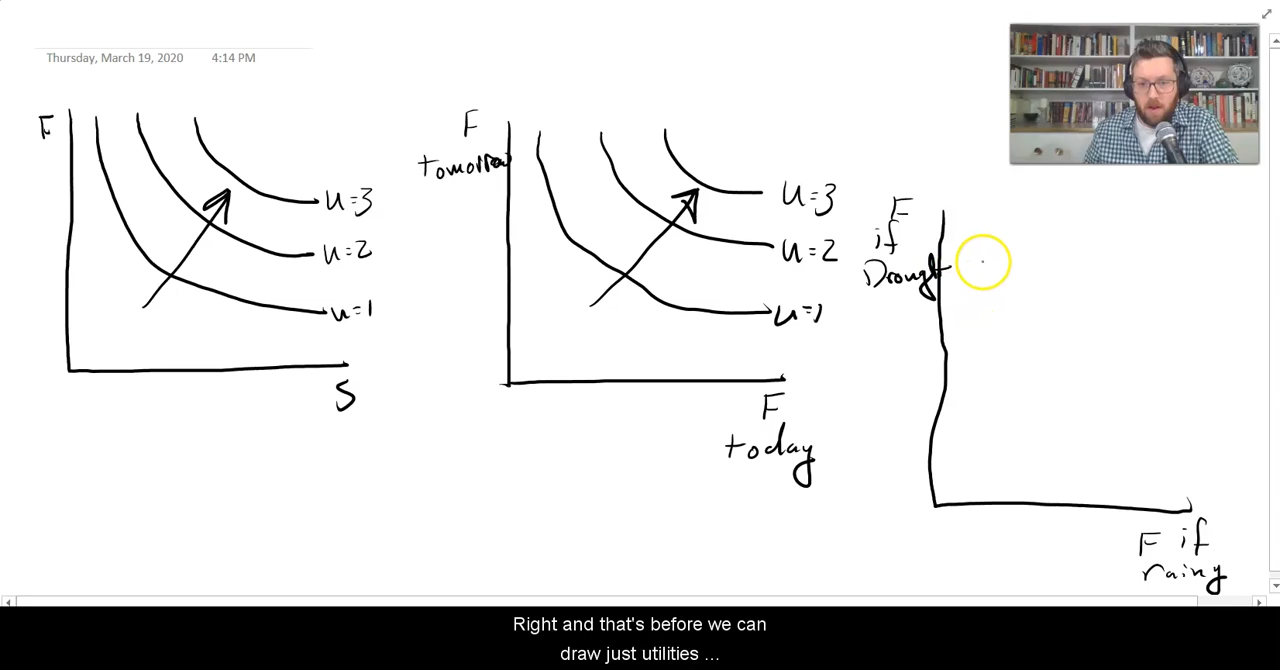 Thursday, March 19, 2020 4:14 PM
F
u=3
u=2
u=1
S
F
tomorrow
u=3
u=2
u=1
F
today
F
if
Drought
F if
rainy
Right and that's before we can
draw just utilities ...